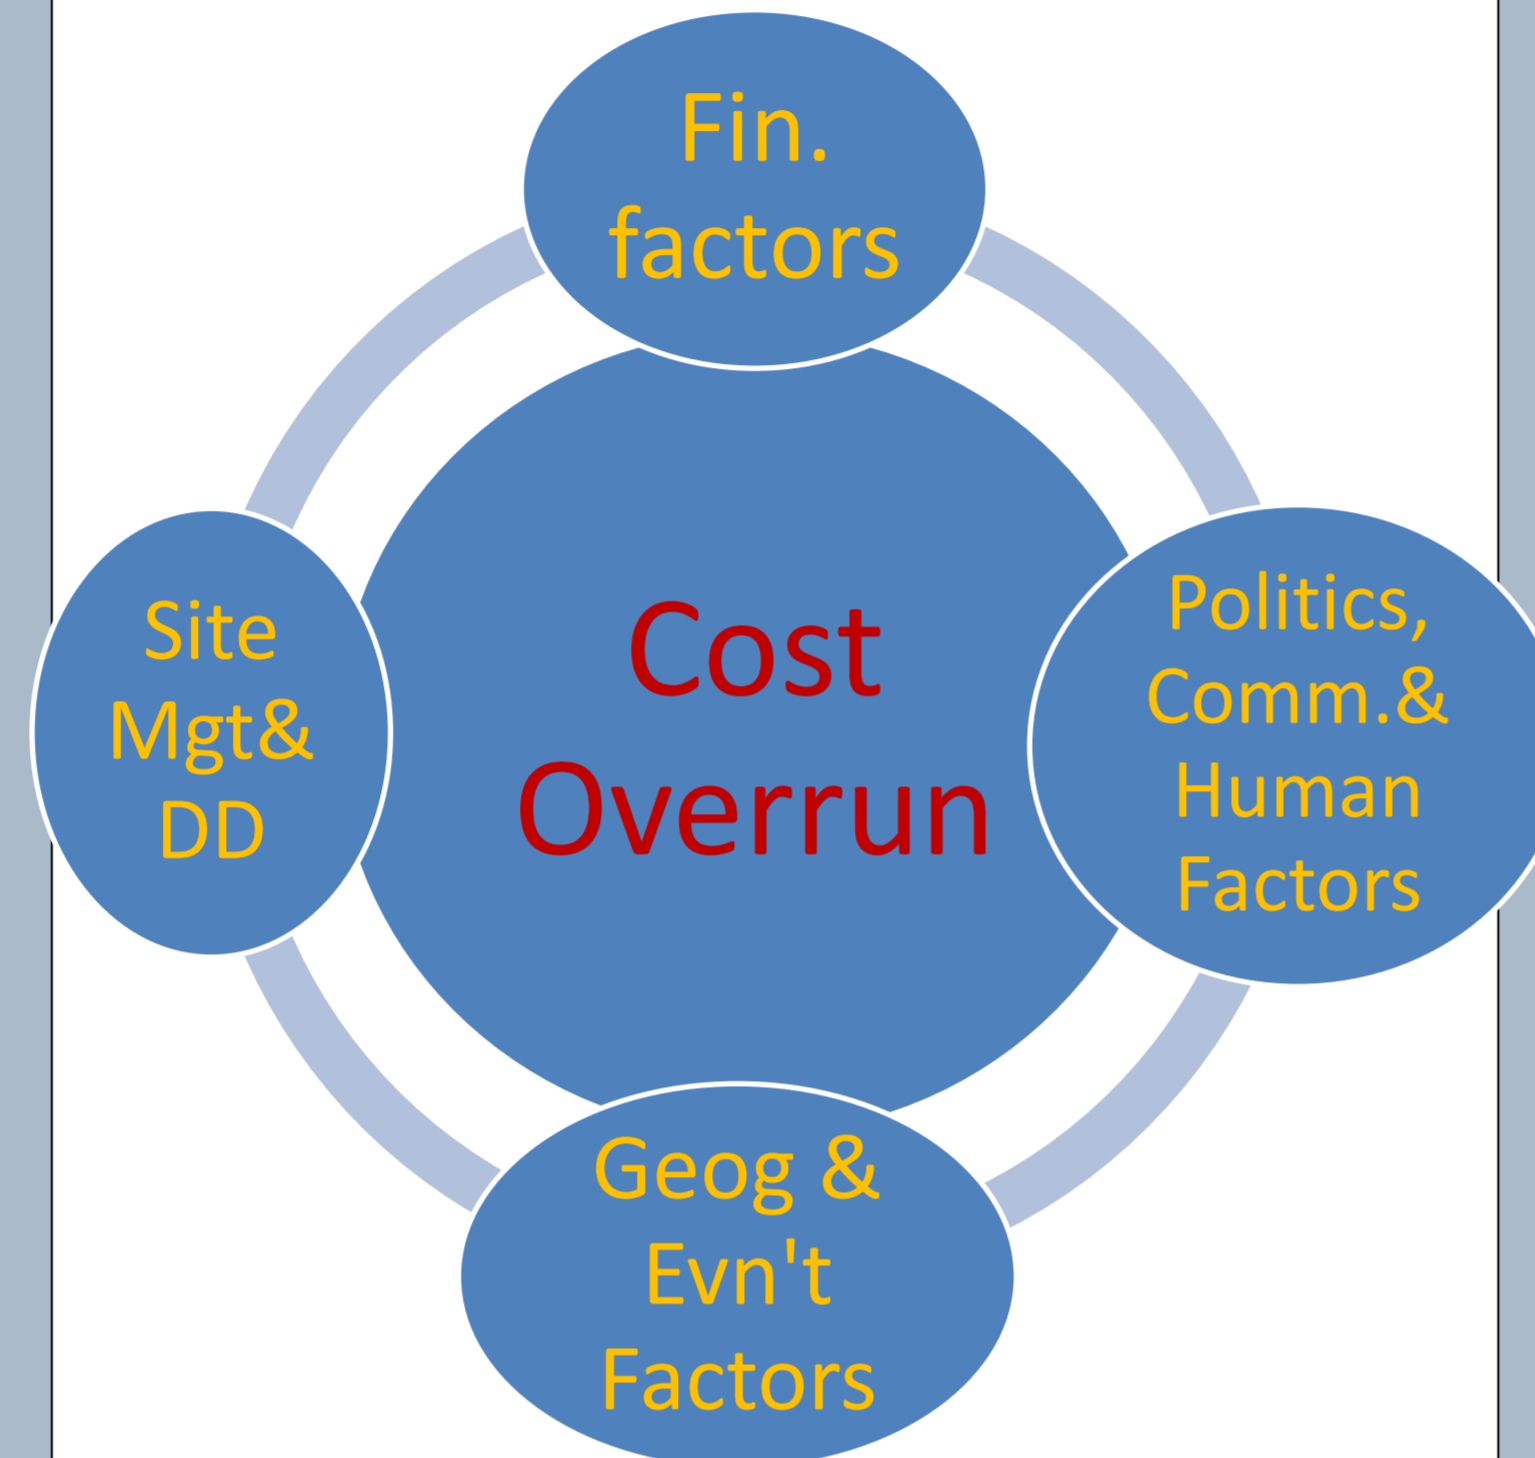 Fin.
factors
Cost
Overrun
Site
Mgt&
DD
Politics,
Comm.&
Human
Factors
Geog &
Evn't
Factors